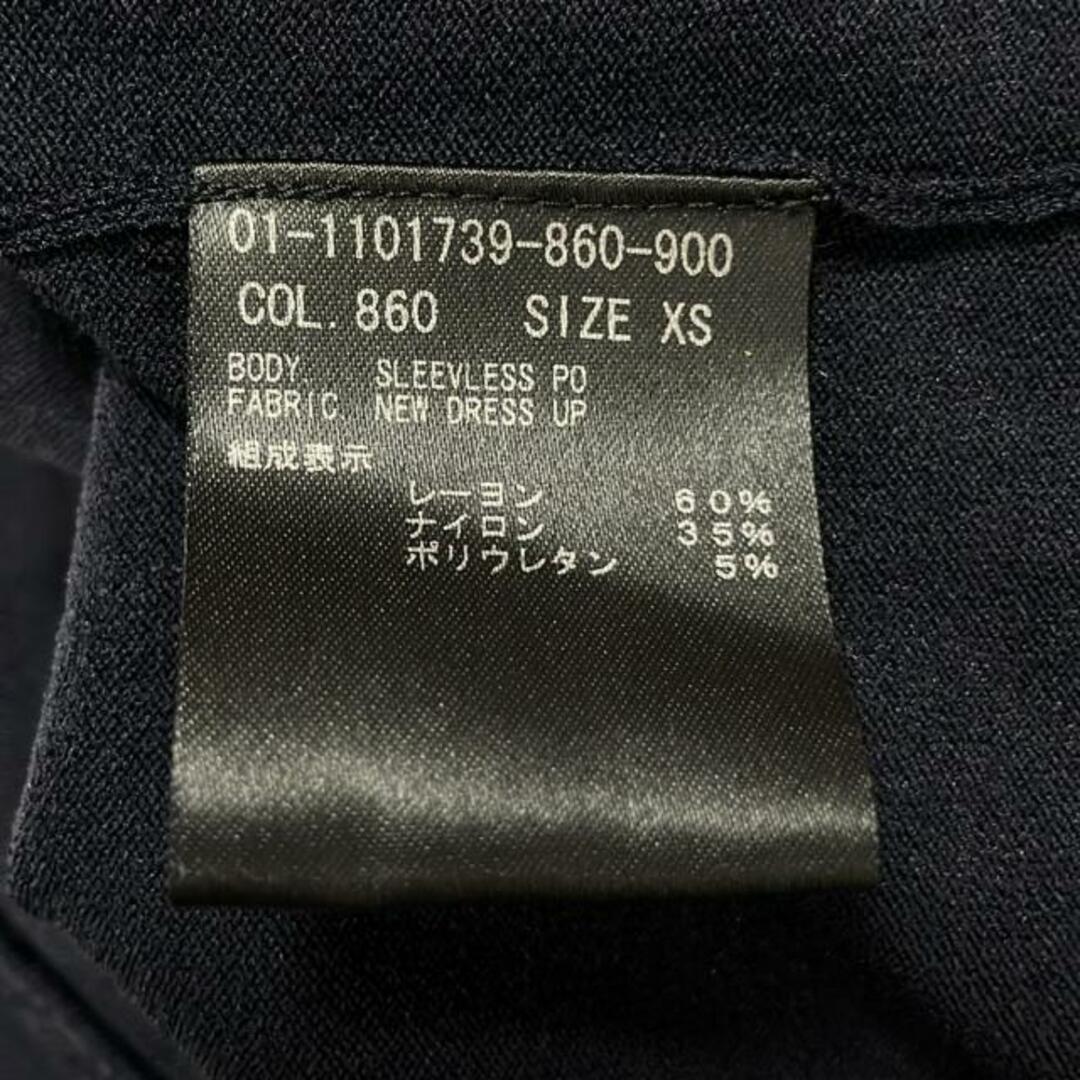 01-1101739-860-900
COL. 860 SIZE XS
BODY. SLEEVLESS PO
FABRIC. NEW DRESS UP
組成表示
レーヨン 60%
ナイロン 35%
ポリウレタン 5%